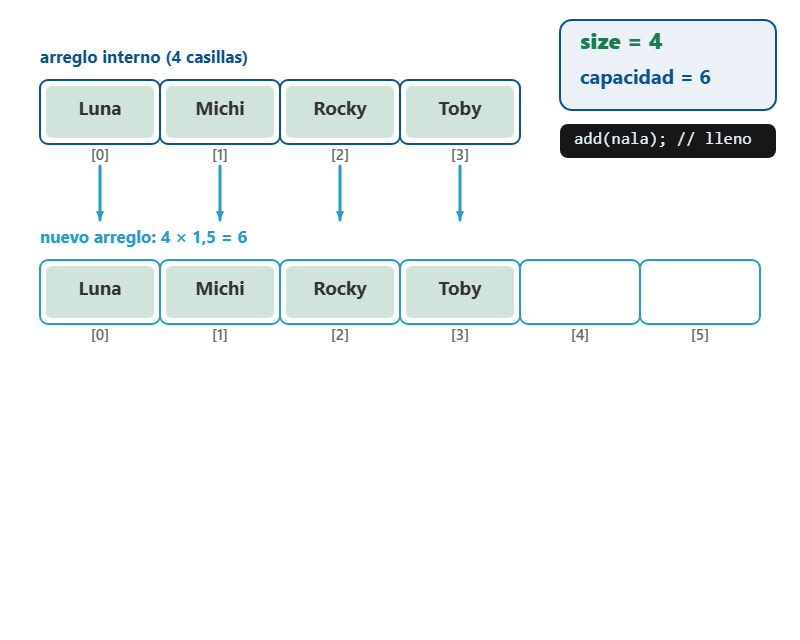 size = 4
arreglo interno (4 casillas)
capacidad = 6
Luna Michi Rocky Toby
add(nala); // lleno
[0] [1] [2] [3]
nuevo arreglo: 4 × 1,5 = 6
Luna Michi Rocky Toby
[0] [1] [2] [3] [4] [5]